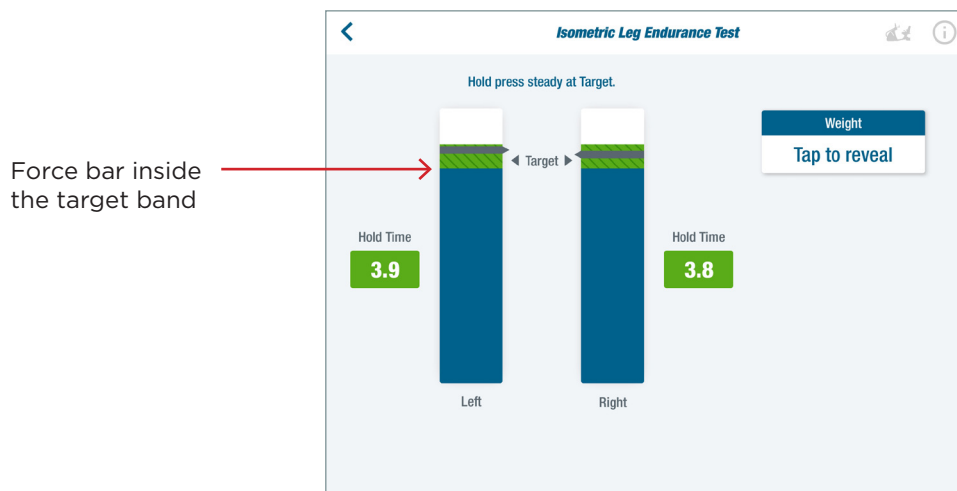 Isometric Leg Endurance Test
Hold press steady at Target.
Weight
Tap to reveal
Force bar inside
the target band
Target
Hold Time
3.9
Hold Time
3.8
Left
Right